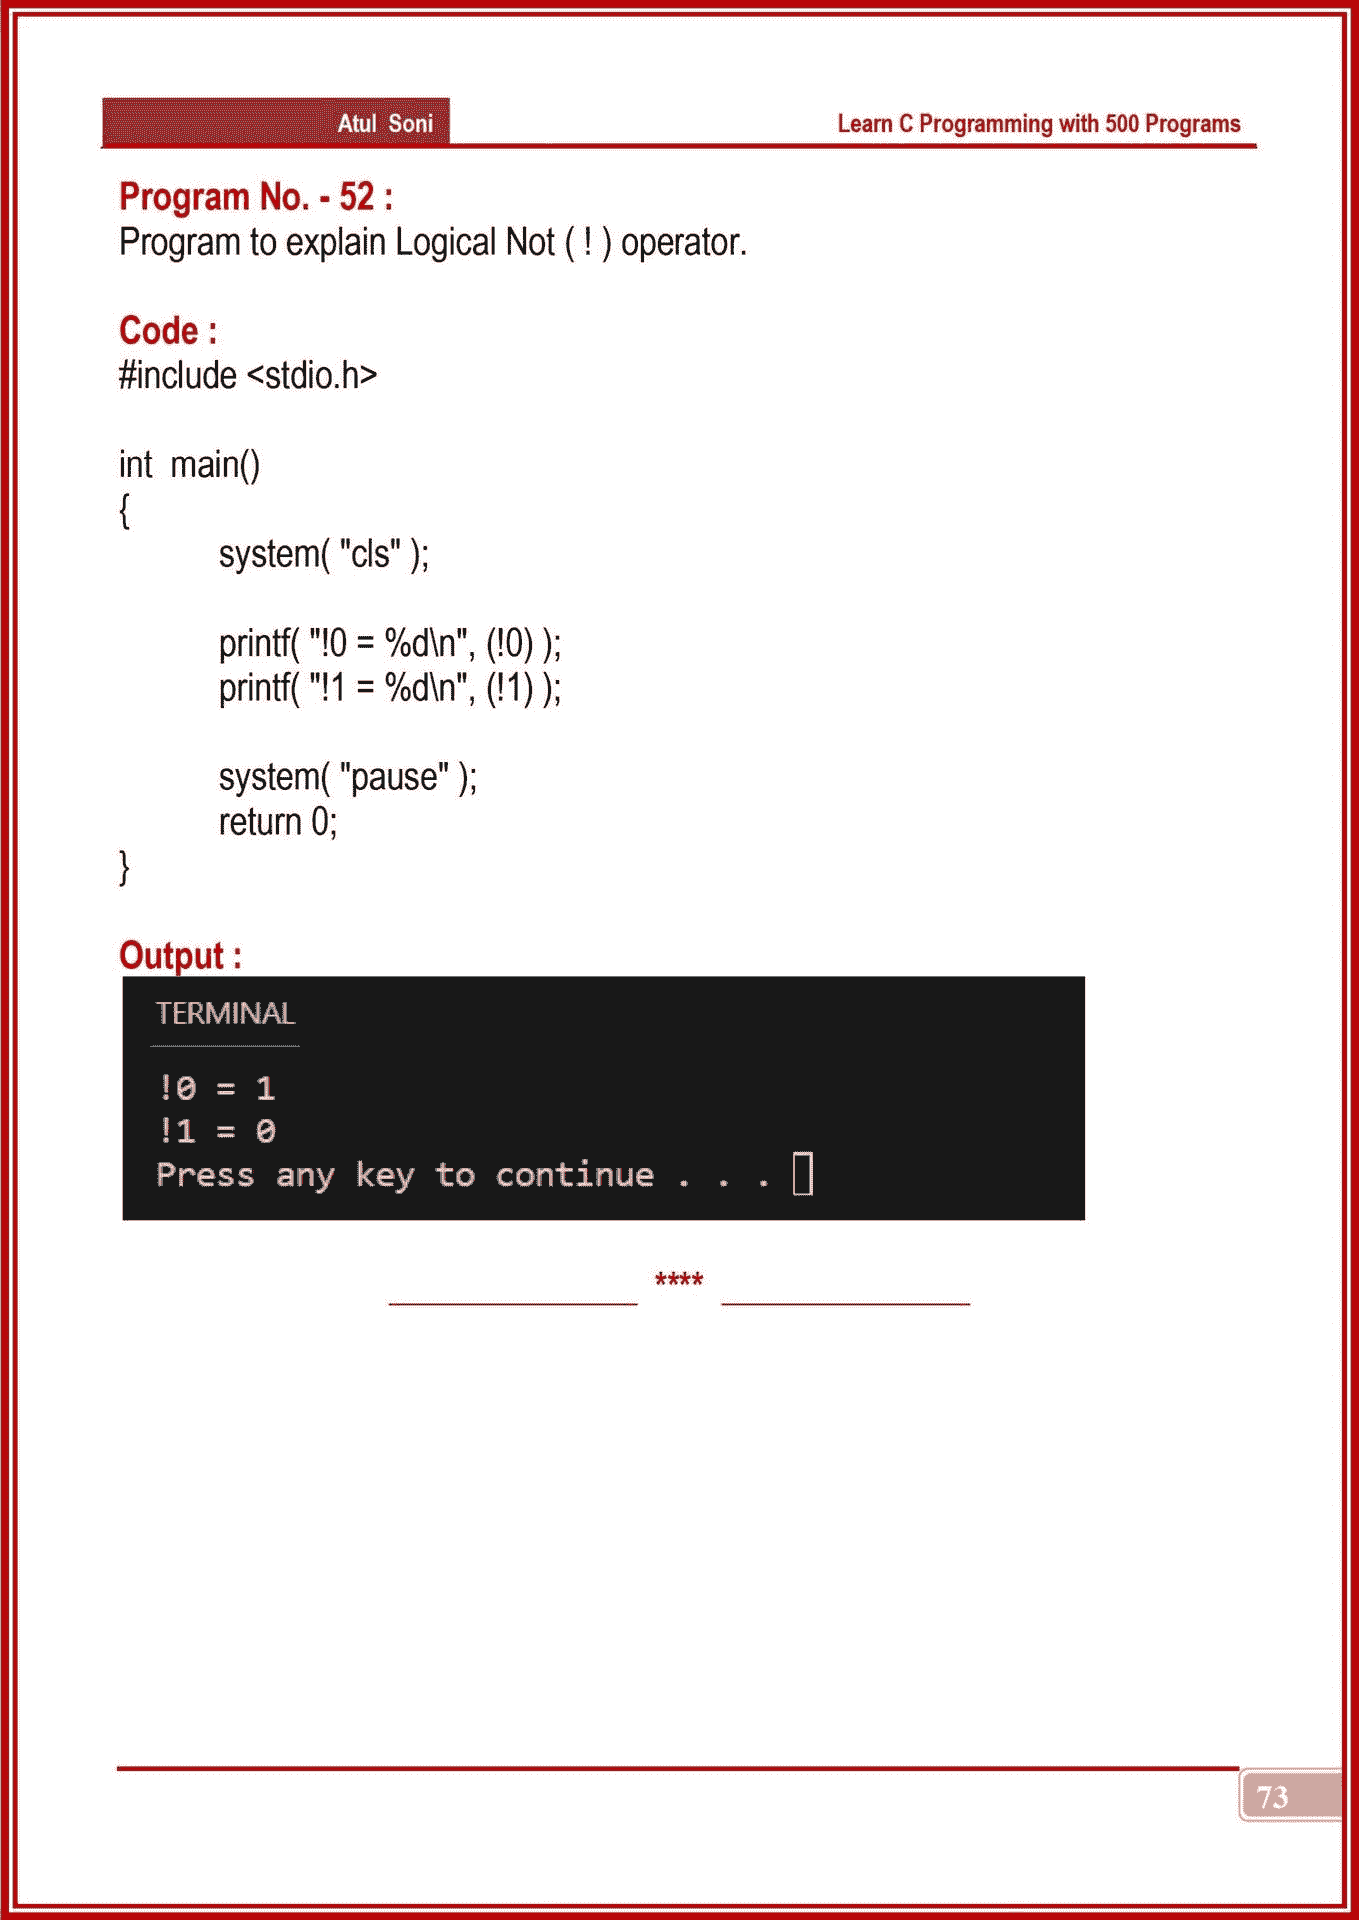 Atul Soni
Learn C Programming with 500 Programs
Program No. - 52 :
Program to explain Logical Not ( ! ) operator.
Code :
#include <stdio.h>
int main()
{
system( "cls" );
printf( "!0 = %d\n", (!0) );
printf( "!1 = %d\n", (!1) );
system( "pause" );
return 0;
}
Output :
TERMINAL
!0 = 1
!1 = 0
Press any key to continue . . .
****
73